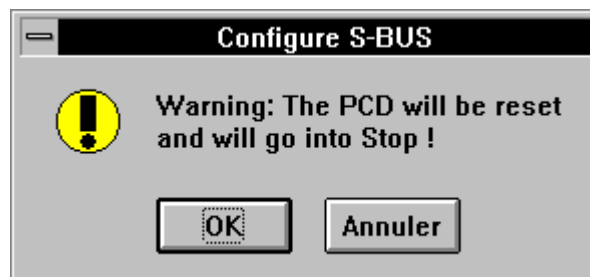 Configure S-BUS
Warning: The PCD will be reset
and will go into Stop !
OK
Annuler